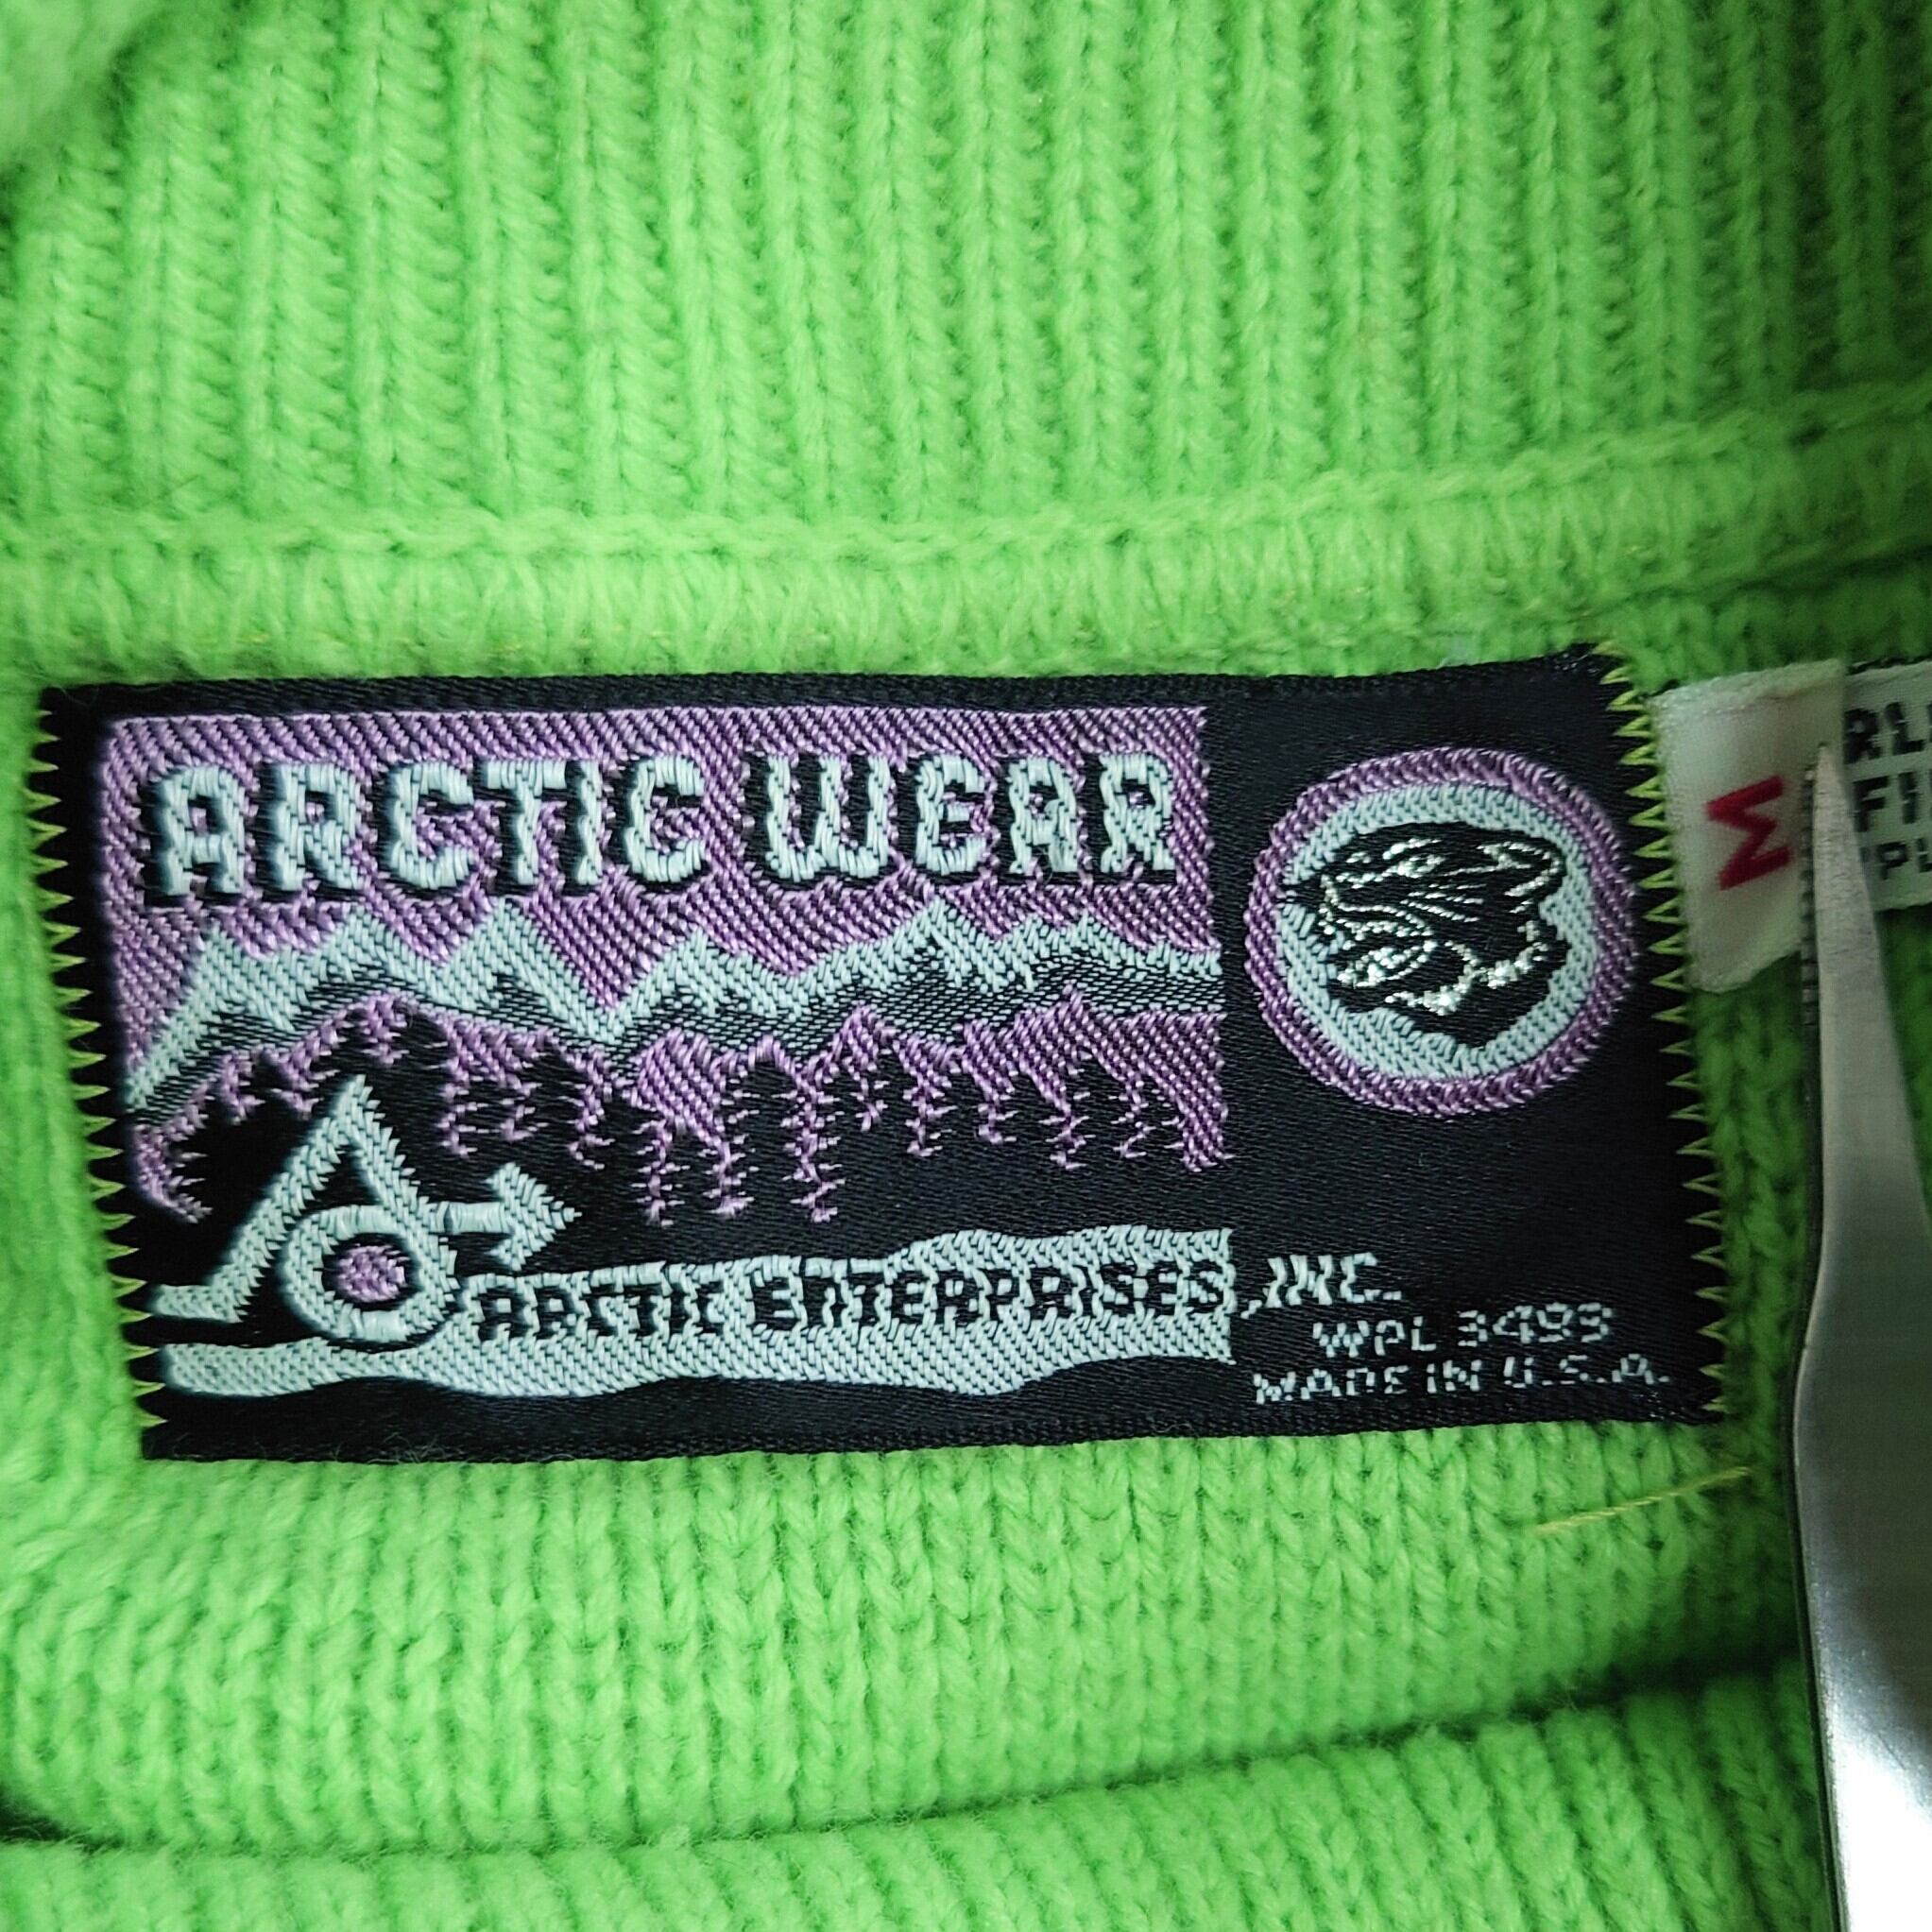 ARCTIC WEAR
ARCTIC ENTERPRISES, INC.
WPL 3499
MADE IN U.S.A.
M